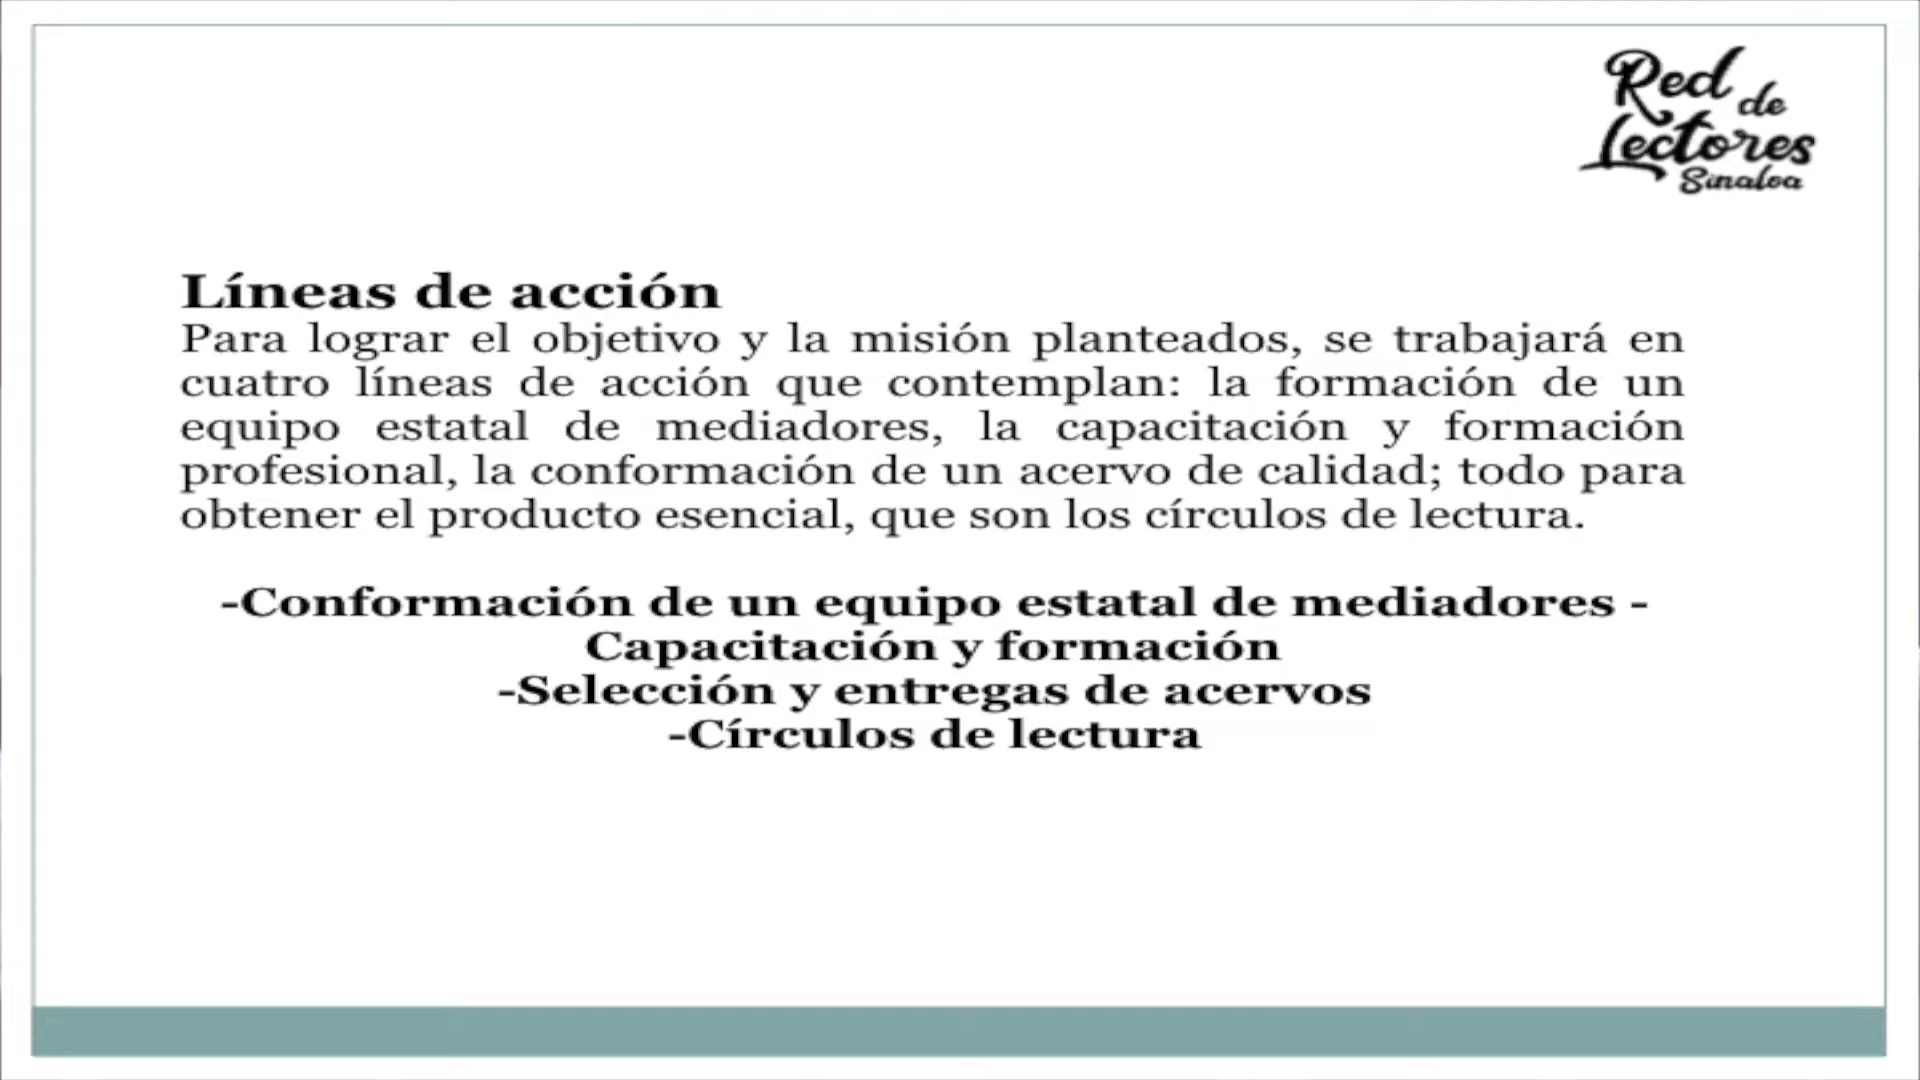 Red de
Lectores
Sinaloa
Líneas de acción
Para lograr el objetivo y la misión planteados, se trabajará en
cuatro líneas de acción que contemplan: la formación de un
equipo estatal de mediadores, la capacitación y formación
profesional, la conformación de un acervo de calidad; todo para
obtener el producto esencial, que son los círculos de lectura.
-Conformación de un equipo estatal de mediadores -
Capacitación y formación
-Selección y entregas de acervos
-Círculos de lectura